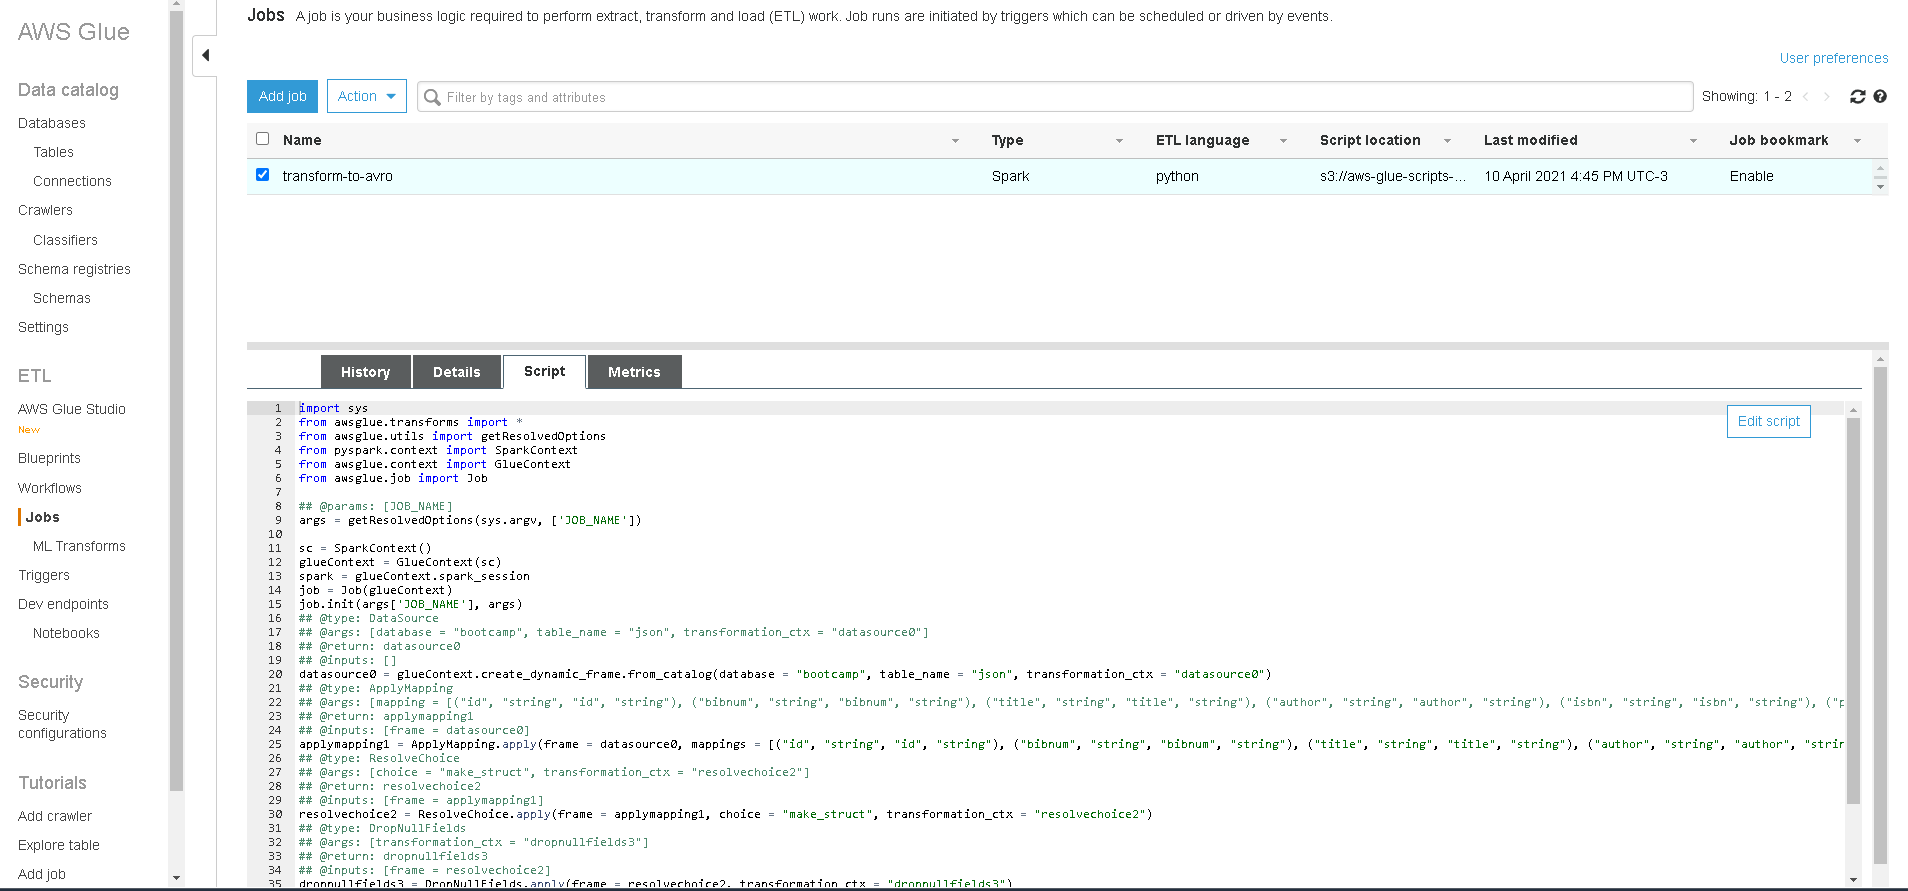 AWS Glue
Data catalog
Databases
Tables
Connections
Crawlers
Classifiers
Schema registries
Schemas
Settings
ETL
AWS Glue Studio
New
Blueprints
Workflows
Jobs
ML Transforms
Triggers
Dev endpoints
Notebooks
Security
Security
configurations
Tutorials
Add crawler
Explore table
Add job
Jobs A job is your business logic required to perform extract, transform and load (ETL) work. Job runs are initiated by triggers which can be scheduled or driven by events.
User preferences
Add job Action Filter by tags and attributes Showing: 1 - 2
Name Type ETL language Script location Last modified Job bookmark
transform-to-avro Spark python s3://aws-glue-scripts-... 10 April 2021 4:45 PM UTC-3 Enable
History Details Script Metrics
Edit script
1 import sys
2 from awsglue.transforms import *
3 from awsglue.utils import getResolvedOptions
4 from pyspark.context import SparkContext
5 from awsglue.context import GlueContext
6 from awsglue.job import Job
7
8 ## @params: [JOB_NAME]
9 args = getResolvedOptions(sys.argv, ['JOB_NAME'])
10
11 sc = SparkContext()
12 glueContext = GlueContext(sc)
13 spark = glueContext.spark_session
14 job = Job(glueContext)
15 job.init(args['JOB_NAME'], args)
16 ## @type: DataSource
17 ## @args: [database = "bootcamp", table_name = "json", transformation_ctx = "datasource0"]
18 ## @return: datasource0
19 ## @inputs: []
20 datasource0 = glueContext.create_dynamic_frame.from_catalog(database = "bootcamp", table_name = "json", transformation_ctx = "datasource0")
21 ## @type: ApplyMapping
22 ## @args: [mapping = [("id", "string", "id", "string"), ("bibnum", "string", "bibnum", "string"), ("title", "string", "title", "string"), ("author", "string", "author", "string"), ("isbn", "string", "isbn", "string"), ("p
23 ## @return: applymapping1
24 ## @inputs: [frame = datasource0]
25 applymapping1 = ApplyMapping.apply(frame = datasource0, mappings = [("id", "string", "id", "string"), ("bibnum", "string", "bibnum", "string"), ("title", "string", "title", "string"), ("author", "string", "author", "strin
26 ## @type: ResolveChoice
27 ## @args: [choice = "make_struct", transformation_ctx = "resolvechoice2"]
28 ## @return: resolvechoice2
29 ## @inputs: [frame = applymapping1]
30 resolvechoice2 = ResolveChoice.apply(frame = applymapping1, choice = "make_struct", transformation_ctx = "resolvechoice2")
31 ## @type: DropNullFields
32 ## @args: [transformation_ctx = "dropnullfields3"]
33 ## @return: dropnullfields3
34 ## @inputs: [frame = resolvechoice2]
35 dropnullfields3 = DropNullFields.apply(frame = resolvechoice2, transformation_ctx = "dropnullfields3")